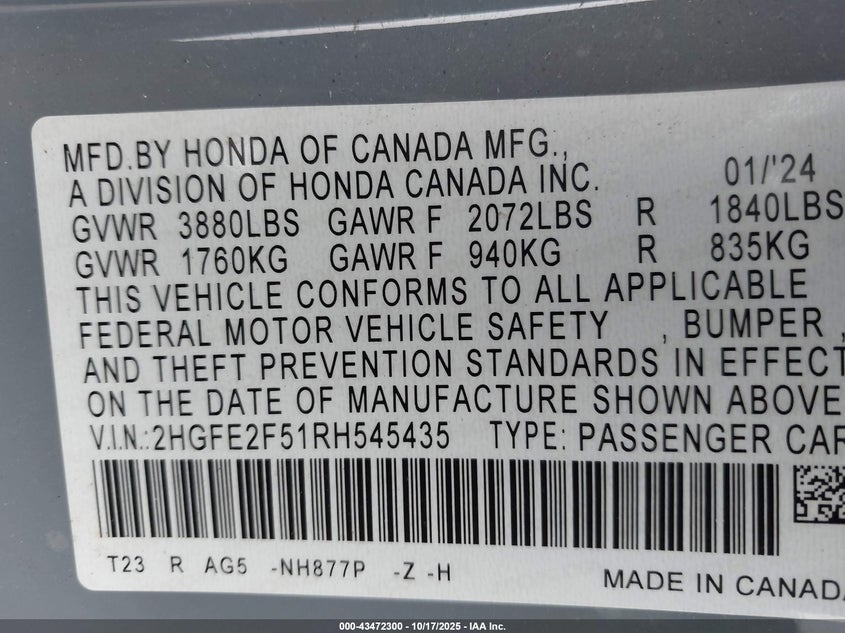 MFD.BY HONDA OF CANADA MFG.,
A DIVISION OF HONDA CANADA INC. 01/'24
GVWR 3880LBS GAWR F 2072LBS R 1840LBS
GVWR 1760KG GAWR F 940KG R 835KG
THIS VEHICLE CONFORMS TO ALL APPLICABLE
FEDERAL MOTOR VEHICLE SAFETY , BUMPER ,
AND THEFT PREVENTION STANDARDS IN EFFECT
ON THE DATE OF MANUFACTURE SHOWN ABOVE
V.I.N.:2HGFE2F51RH545435 TYPE: PASSENGER CAR
T23 R AG5 -NH877P -Z -H
MADE IN CANADA
000-43472300 | 10/17/2025 - IAA Inc.